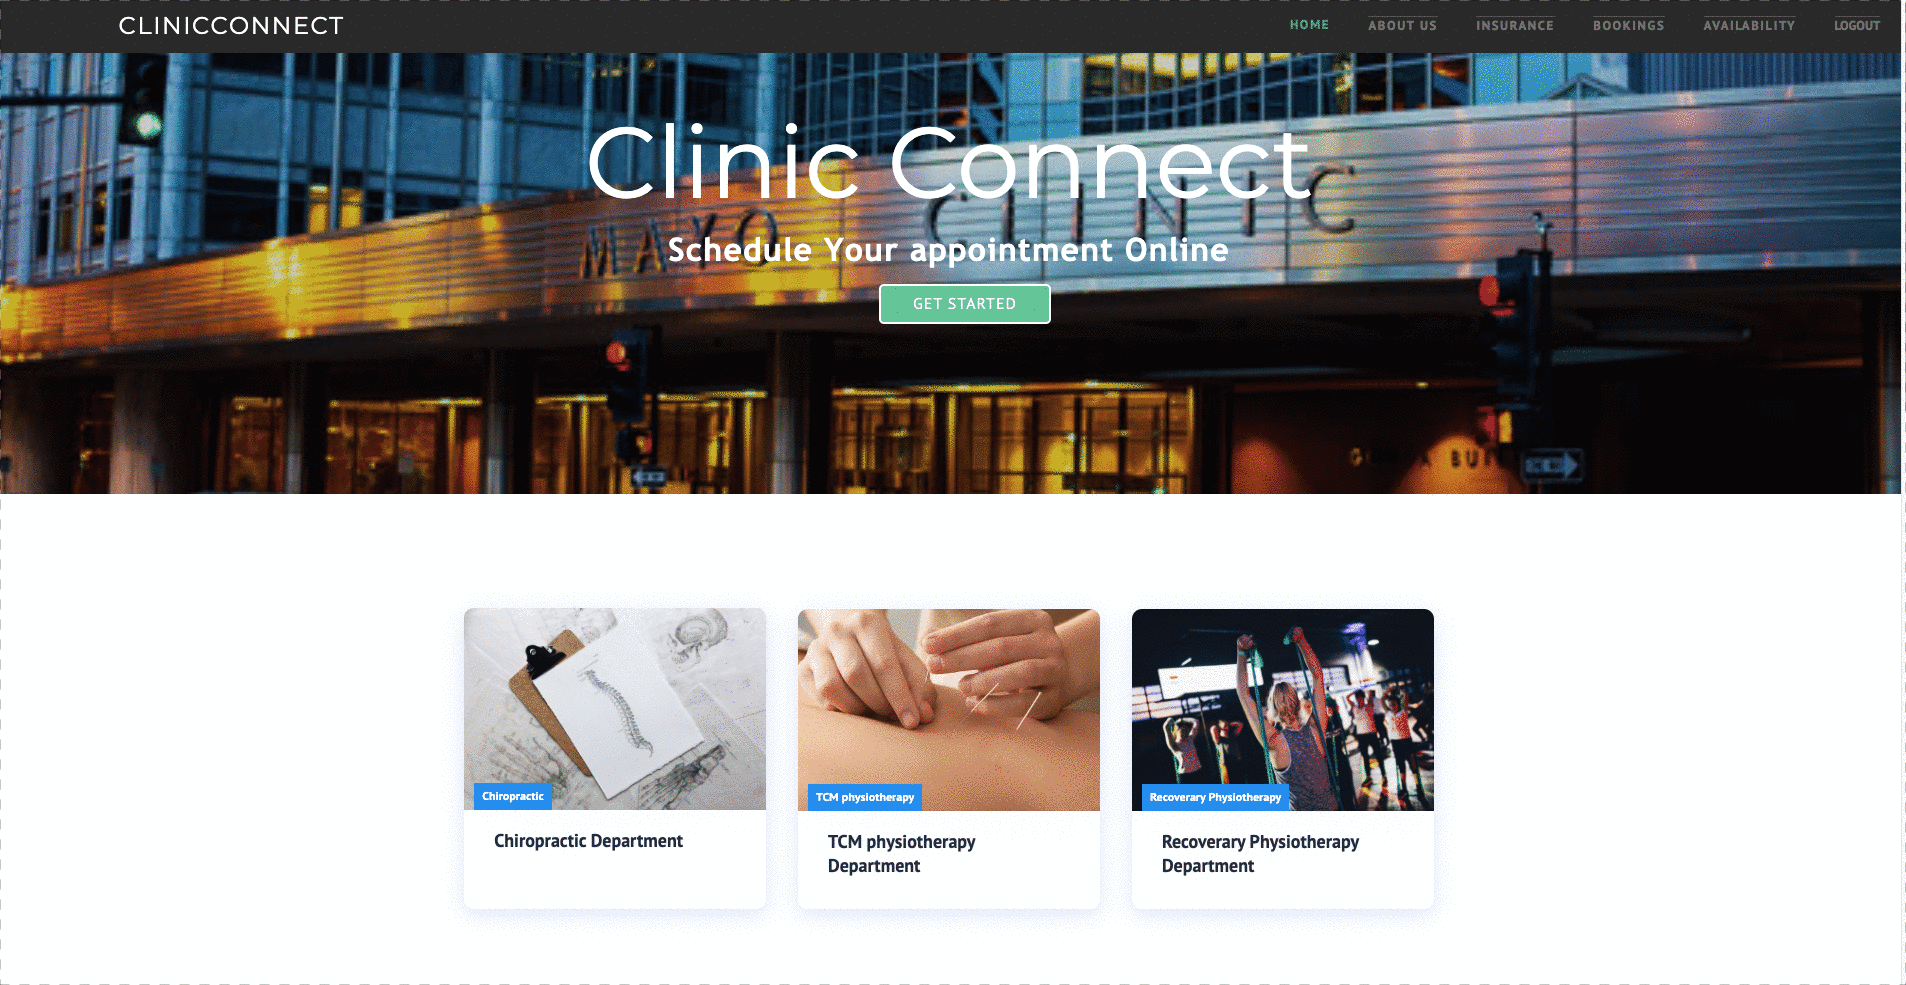 CLINICCONNECT
HOME
ABOUT US
INSURANCE
BOOKINGS
AVAILABILITY
LOGOUT
Clinic Connect
MAYO CLINIC
Schedule Your appointment Online
GET STARTED
Chiropractic
Chiropractic Department
TCM physiotherapy
TCM physiotherapy
Department
Recoverary Physiotherapy
Recoverary Physiotherapy
Department